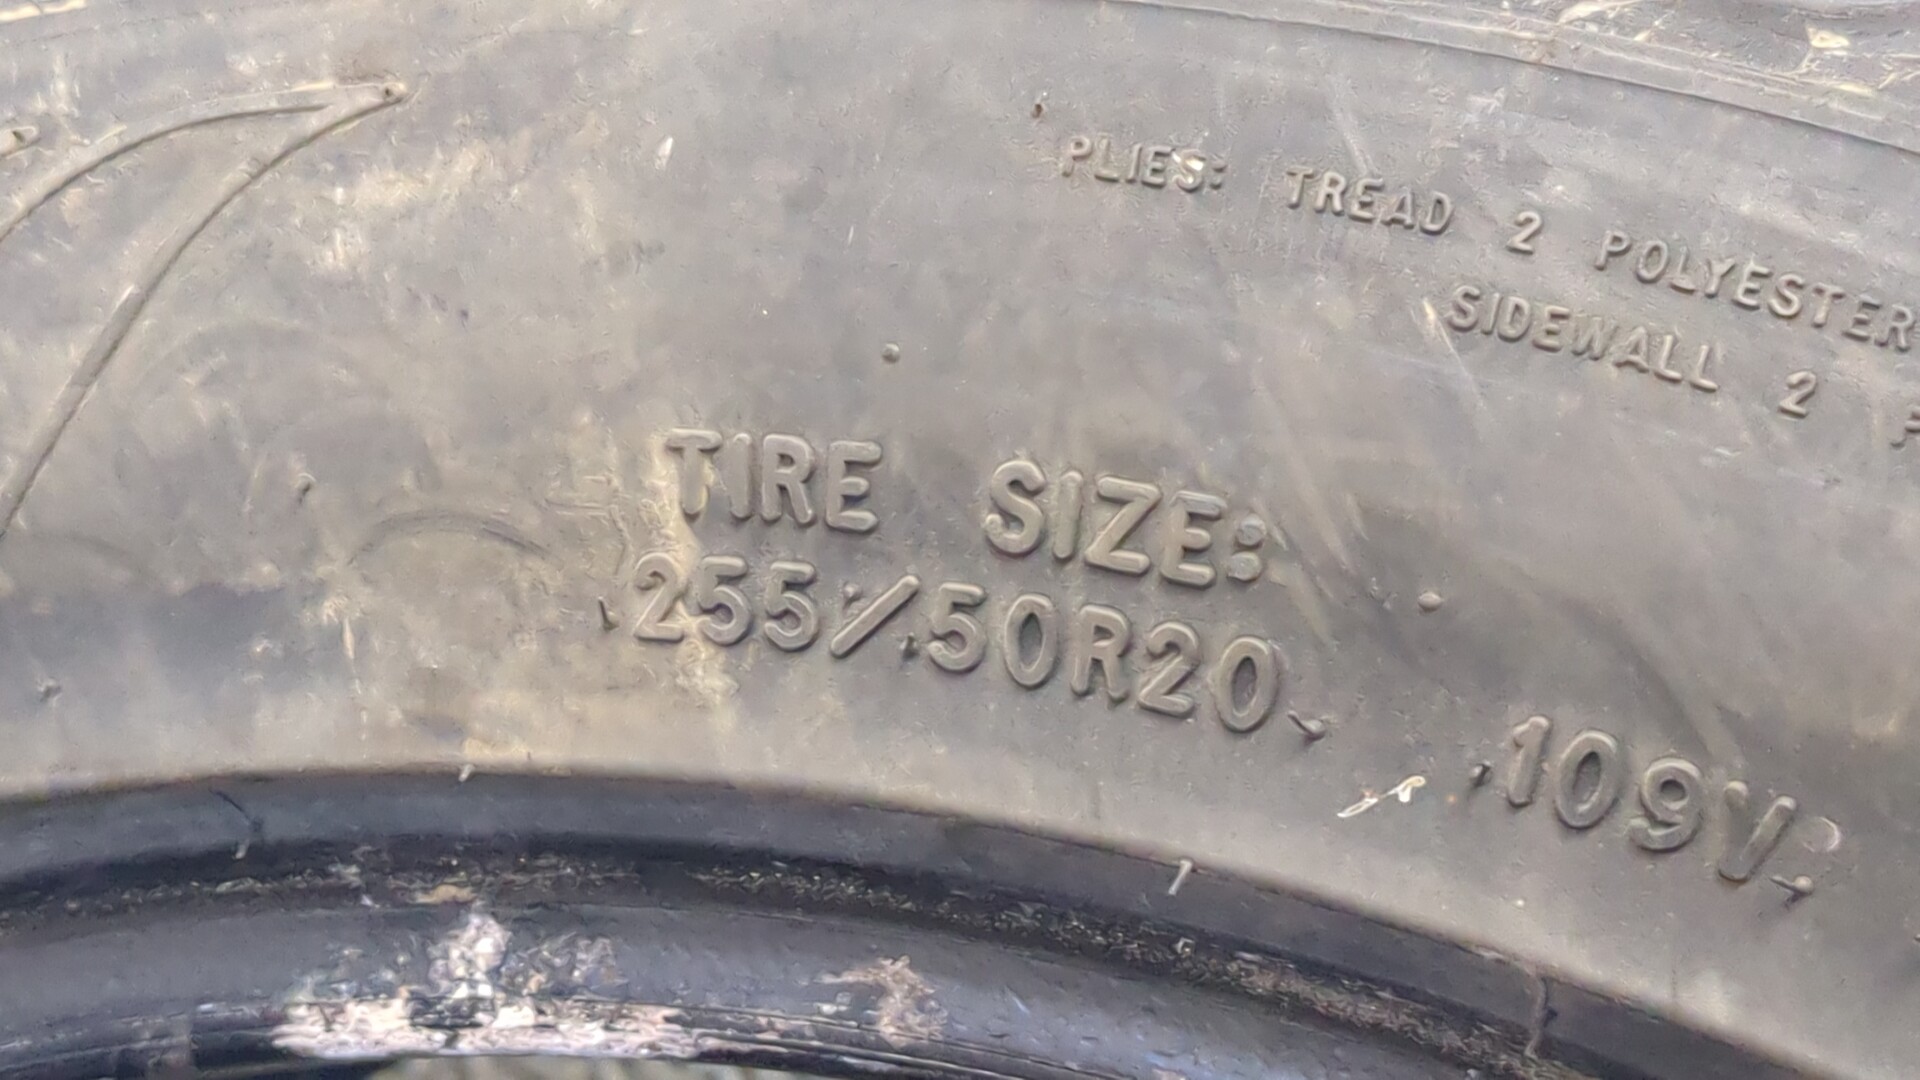 PLIES: TREAD 2 POLYESTER
SIDEWALL 2
TIRE SIZE:
255/50R20 109V